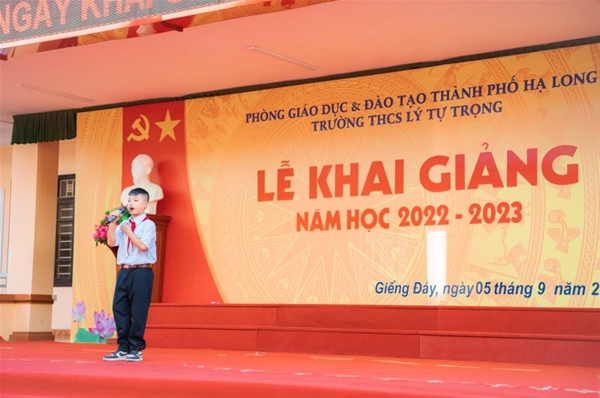 NGÀY KHAI
PHÒNG GIÁO DỤC & ĐÀO TẠO THÀNH PHỐ HẠ LONG
TRƯỜNG THCS LÝ TỰ TRỌNG
LỄ KHAI GIẢNG
NĂM HỌC 2022 - 2023
Giếng Đáy, ngày 05 tháng 9 năm 2